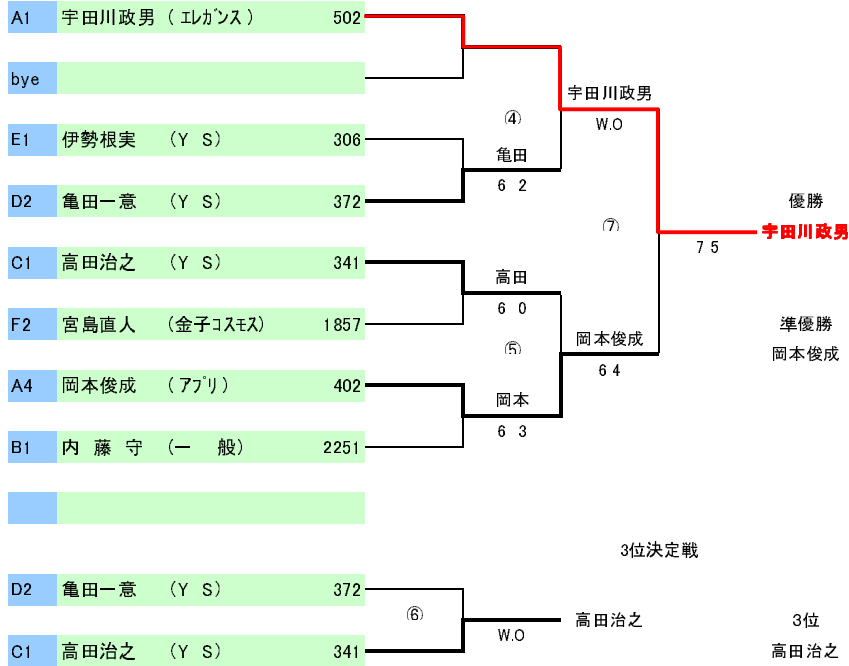 A1 宇田川政男 ( エレガンス ) 502
bye
宇田川政男
④
W.O
E1 伊勢根実 (Y S) 306
亀田
6 2
D2 亀田一意 (Y S) 372
優勝
⑦
宇田川政男
7 5
C1 高田治之 (Y S) 341
高田
6 0
F2 宮島直人 (金子コスモス) 1857
準優勝
岡本俊成
⑤
岡本俊成
6 4
A4 岡本俊成 ( アプリ ) 402
岡本
6 3
B1 内 藤 守 (一 般) 2251
3位決定戦
D2 亀田一意 (Y S) 372
⑥
高田治之
3位
W.O
C1 高田治之 (Y S) 341
高田治之